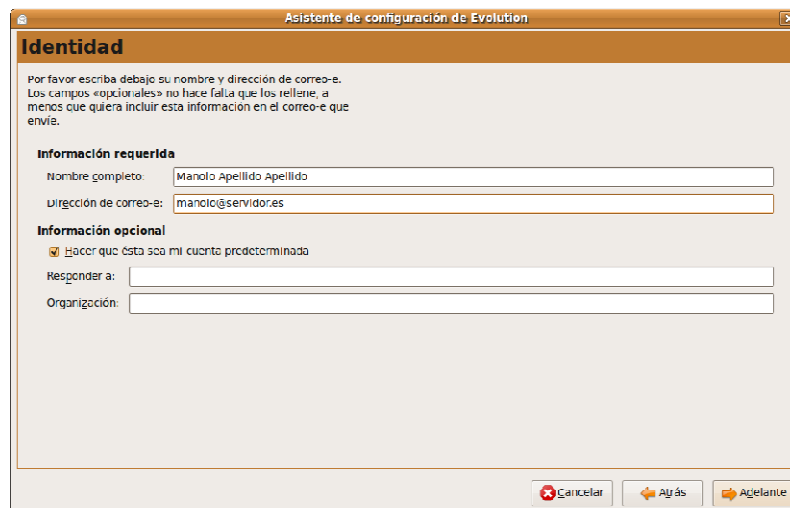 Asistente de configuración de Evolution
Identidad
Por favor escriba debajo su nombre y dirección de correo-e.
Los campos «opcionales» no hace falta que los rellene, a
menos que quiera incluir esta información en el correo-e que
envíe.
Información requerida
Nombre completo: Manolo Apellido Apellido
Dirección de correo-e: manolo@servidor.es
Información opcional
Hacer que ésta sea mi cuenta predeterminada
Responder a:
Organización:
Cancelar Atrás Adelante